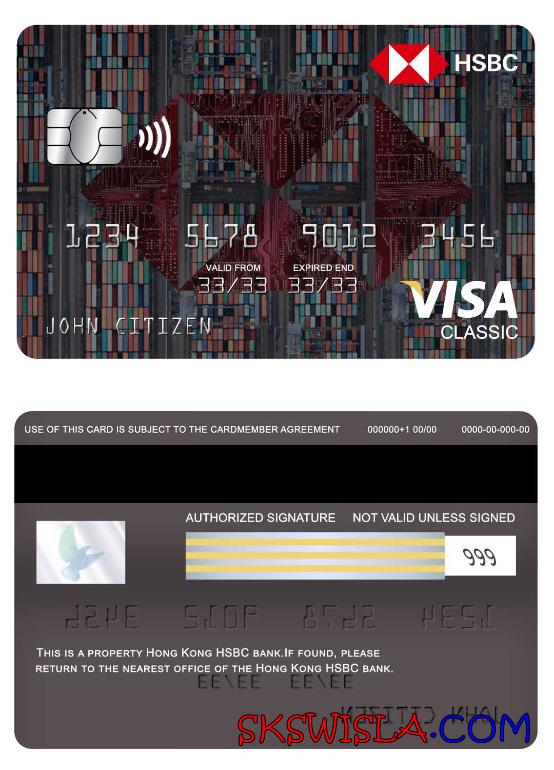 HSBC
1234 5678 9012 3456
VALID FROM EXPIRED END
33/33 33/33
JOHN CITIZEN
VISA
CLASSIC
USE OF THIS CARD IS SUBJECT TO THE CARDMEMBER AGREEMENT 000000+1 00/00 0000-00-000-00
AUTHORIZED SIGNATURE NOT VALID UNLESS SIGNED
999
THIS IS A PROPERTY HONG KONG HSBC BANK.IF FOUND, PLEASE
RETURN TO THE NEAREST OFFICE OF THE HONG KONG HSBC BANK.
SKSWISLA.COM